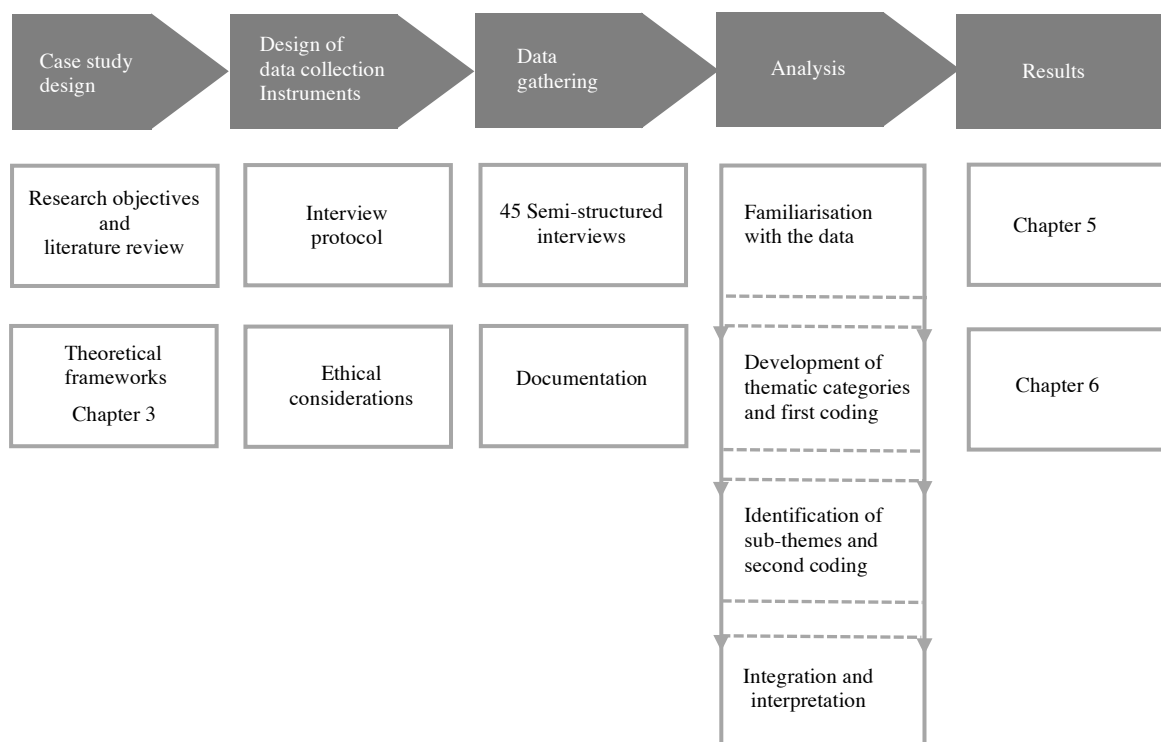 Case study
design
Design of
data collection
Instruments
Data
gathering
Analysis
Results
Research objectives
and
literature review
Interview
protocol
45 Semi-structured
interviews
Familiarisation
with the data
Chapter 5
Theoretical
frameworks
Chapter 3
Ethical
considerations
Documentation
Development of
thematic categories
and first coding
Chapter 6
Identification of
sub-themes and
second coding
Integration and
interpretation